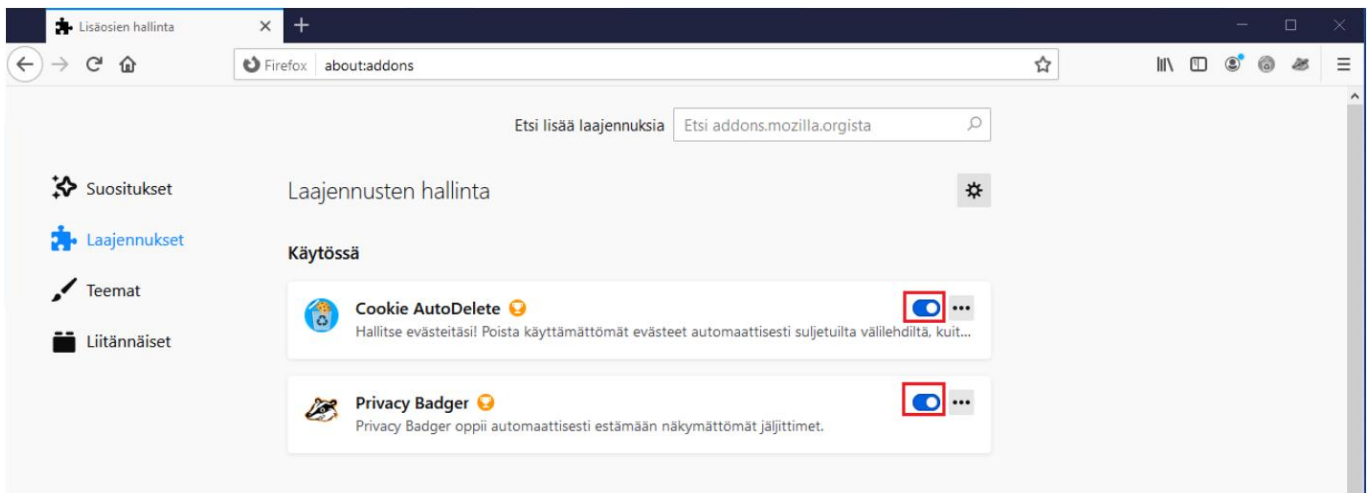 Lisäosien hallinta
Firefox about:addons
Etsi lisää laajennuksia Etsi addons.mozilla.orgista
Suositukset
Laajennukset
Teemat
Liitännäiset
Laajennusten hallinta
Käytössä
Cookie AutoDelete
Hallitse evästeitäsi! Poista käyttämättömät evästeet automaattisesti suljetuilta välilehdiltä, kuit...
Privacy Badger
Privacy Badger oppii automaattisesti estämään näkymättömät jäljittimet.